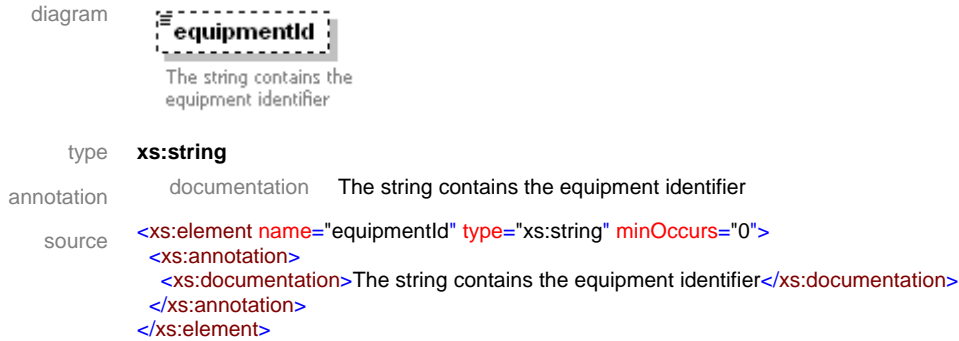 diagram
equipmentId
The string contains the
equipment identifier
type xs:string
annotation documentation The string contains the equipment identifier
source <xs:element name="equipmentId" type="xs:string" minOccurs="0">
<xs:annotation>
<xs:documentation>The string contains the equipment identifier</xs:documentation>
</xs:annotation>
</xs:element>